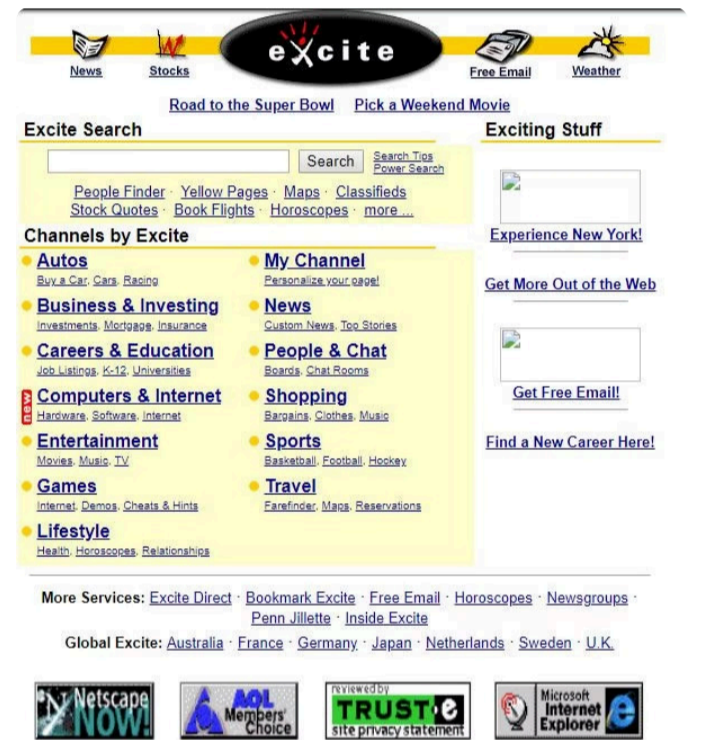 excite
News Stocks Free Email Weather
Road to the Super Bowl Pick a Weekend Movie
Excite Search
Search Search Tips
Power Search
People Finder · Yellow Pages · Maps · Classifieds
Stock Quotes · Book Flights · Horoscopes · more ...
Channels by Excite
Autos
Buy a Car, Cars, Racing
Business & Investing
Investments, Mortgage, Insurance
Careers & Education
Job Listings, K-12, Universities
new
Computers & Internet
Hardware, Software, Internet
Entertainment
Movies, Music, TV
Games
Internet, Demos, Cheats & Hints
Lifestyle
Health, Horoscopes, Relationships
My Channel
Personalize your page!
News
Custom News, Top Stories
People & Chat
Boards, Chat Rooms
Shopping
Bargains, Clothes, Music
Sports
Basketball, Football, Hockey
Travel
Farefinder, Maps, Reservations
Exciting Stuff
Experience New York!
Get More Out of the Web
Get Free Email!
Find a New Career Here!
More Services: Excite Direct · Bookmark Excite · Free Email · Horoscopes · Newsgroups ·
Penn Jillette · Inside Excite
Global Excite: Australia · France · Germany · Japan · Netherlands · Sweden · U.K.
Netscape
NOW!
AOL
Members'
Choice
reviewed by
TRUST·e
site privacy statement
Microsoft
Internet
Explorer